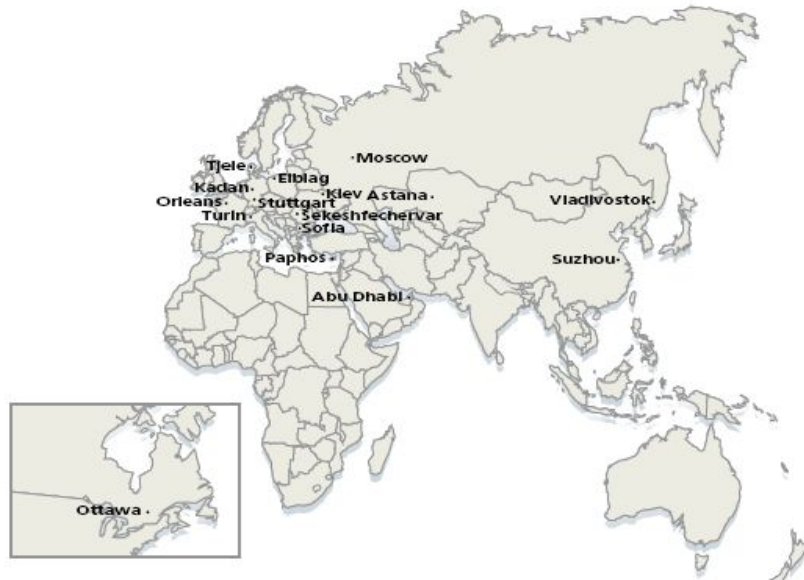 Moscow
Tjele
Elblag
Kadan
Kiev Astana
Orleans
Stuttgart
Vladivostok
Turin
Sekeshfechervar
Sofia
Paphos
Suzhou
Abu Dhabi
Ottawa